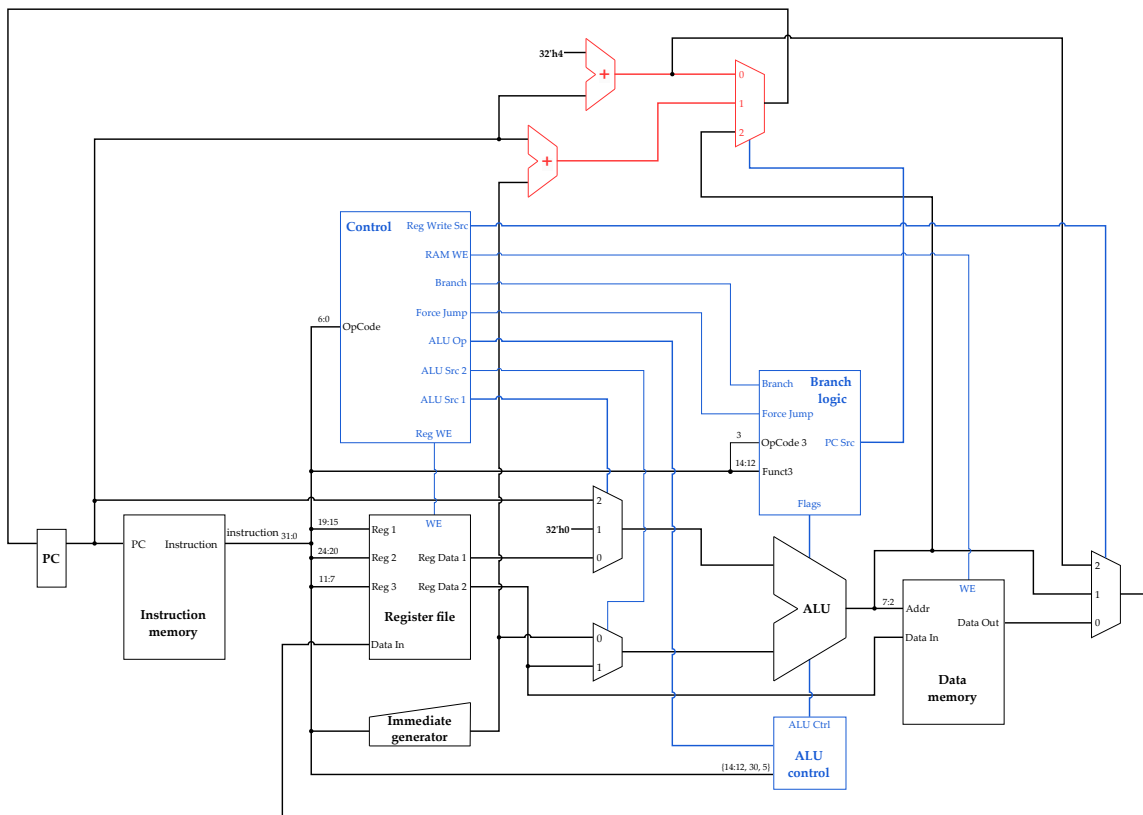 32'h4
+
0
1
2
+
Control
Reg Write Src
RAM WE
Branch
Force Jump
6:0
OpCode
ALU Op
ALU Src 2
ALU Src 1
Reg WE
Branch
Branch
logic
Force Jump
3
OpCode 3
PC Src
14:12
Funct3
Flags
2
32'h0
1
0
PC
PC
Instruction
instruction
31:0
Instruction
memory
WE
19:15
Reg 1
24:20
Reg 2
Reg Data 1
11:7
Reg 3
Reg Data 2
Register file
Data In
0
1
ALU
7:2
WE
Addr
Data Out
Data In
Data
memory
2
1
0
Immediate
generator
ALU Ctrl
ALU
control
{14:12, 30, 5}